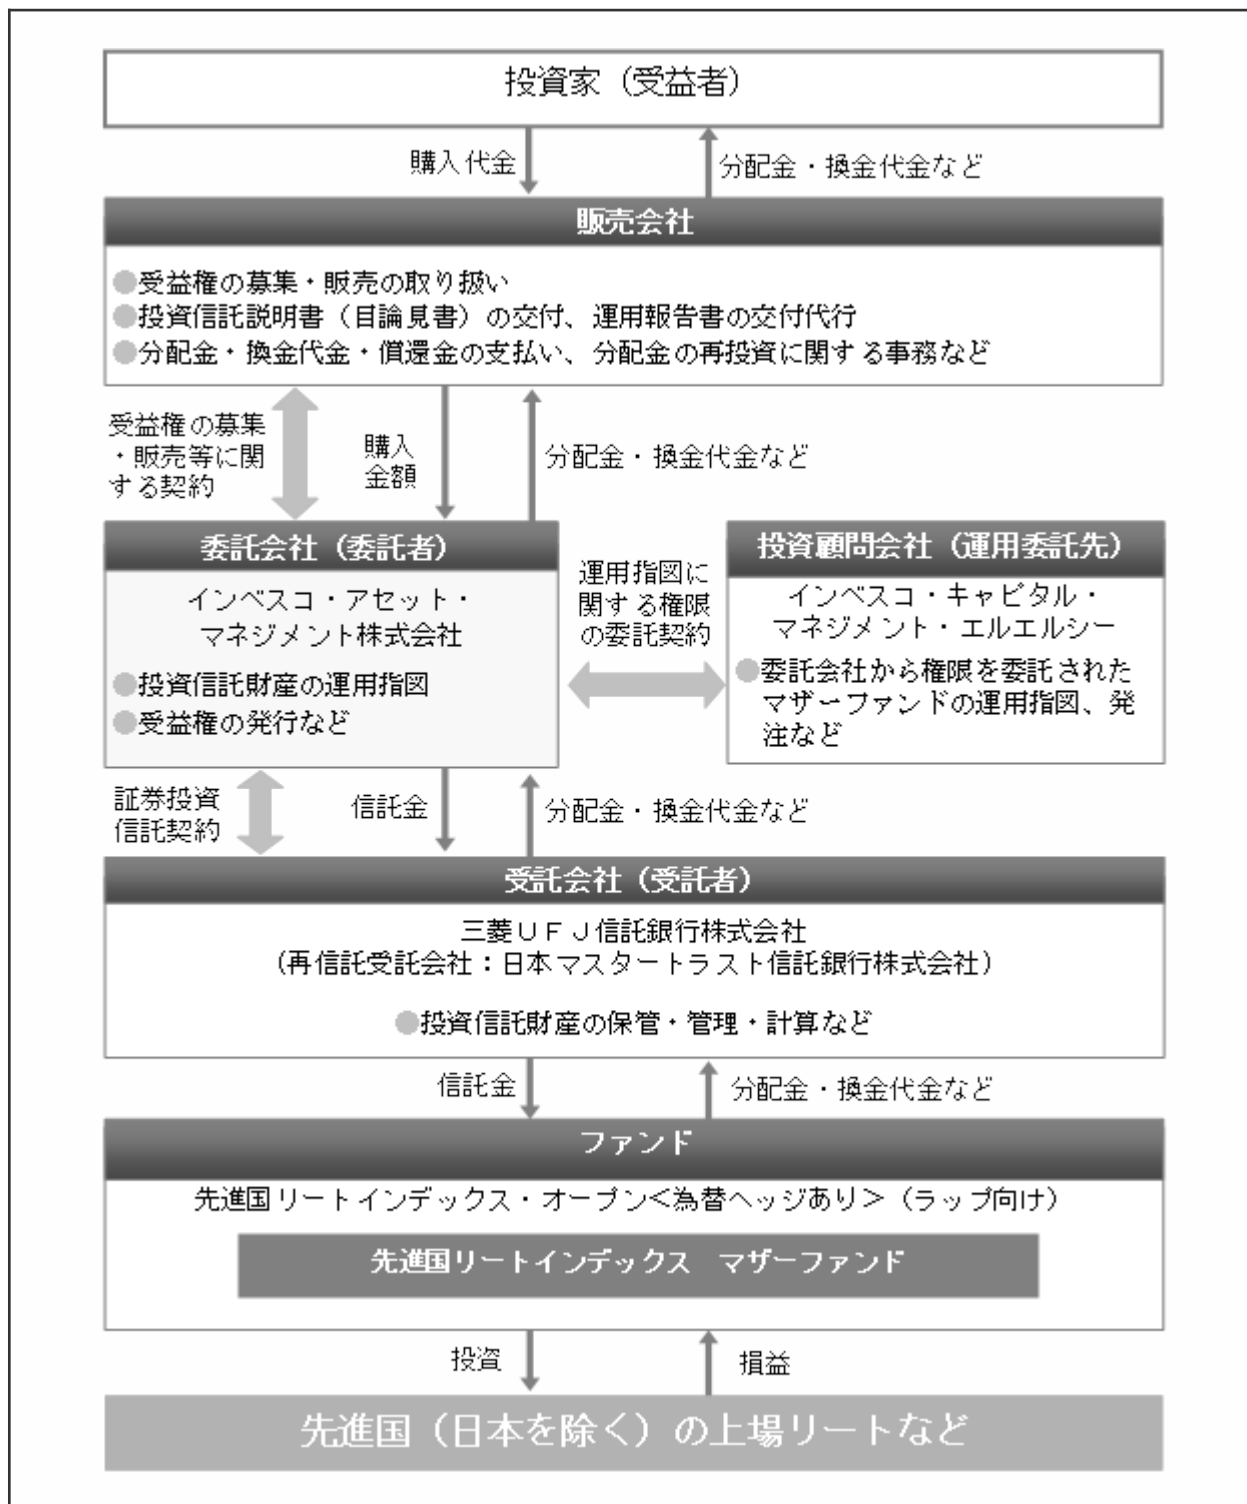 投資家（受益者）
購入代金
分配金・換金代金など
販売会社
●受益権の募集・販売の取り扱い
●投資信託説明書（目論見書）の交付、運用報告書の交付代行
●分配金・換金代金・償還金の支払い、分配金の再投資に関する事務など
受益権の募集
・販売等に関
する契約
購入
金額
分配金・換金代金など
委託会社（委託者）
インベスコ・アセット・
マネジメント株式会社
●投資信託財産の運用指図
●受益権の発行など
運用指図に
関する権限
の委託契約
投資顧問会社（運用委託先）
インベスコ・キャピタル・
マネジメント・エルエルシー
●委託会社から権限を委託された
マザーファンドの運用指図、発
注など
証券投資
信託契約
信託金
分配金・換金代金など
受託会社（受託者）
三菱ＵＦＪ信託銀行株式会社
（再信託受託会社：日本マスタートラスト信託銀行株式会社）
●投資信託財産の保管・管理・計算など
信託金
分配金・換金代金など
ファンド
先進国リートインデックス・オープン＜為替ヘッジあり＞（ラップ向け）
先進国リートインデックス　マザーファンド
投資
損益
先進国（日本を除く）の上場リートなど